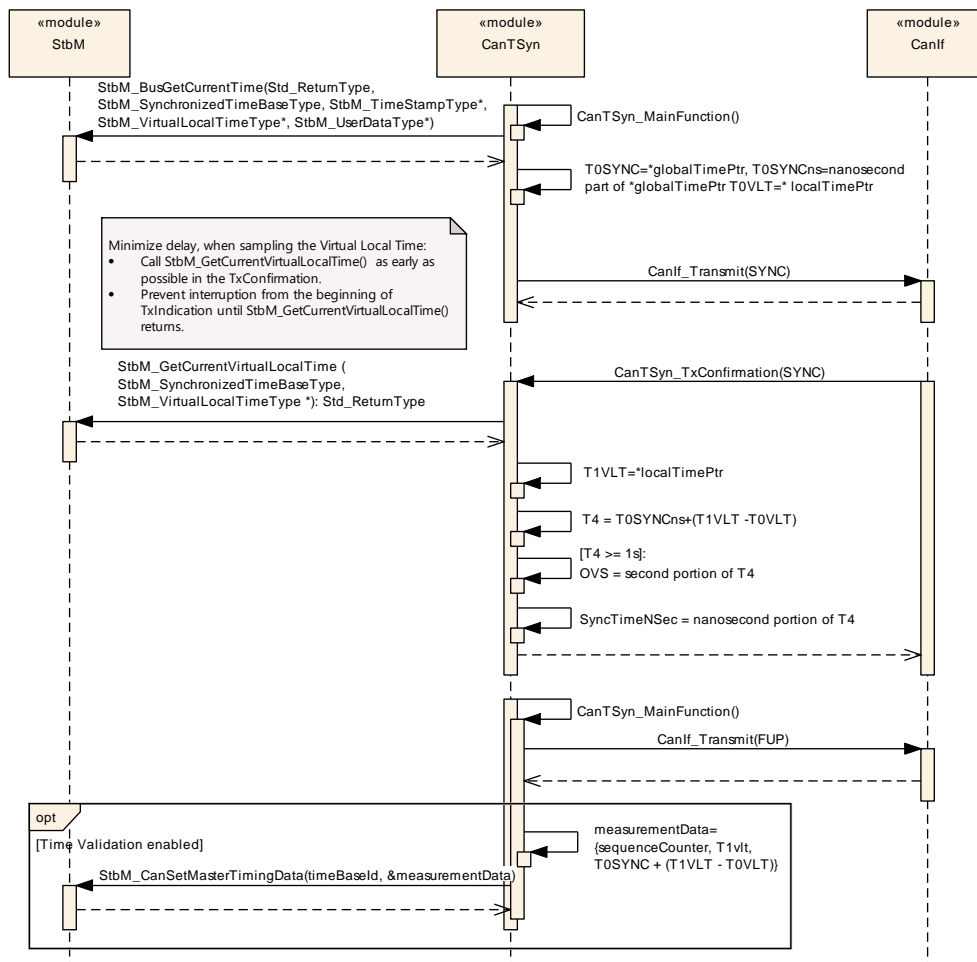 «module»
StbM
«module»
CanTSyn
«module»
CanIf
StbM_BusGetCurrentTime(Std_ReturnType,
StbM_SynchronizedTimeBaseType, StbM_TimeStampType*,
StbM_VirtualLocalTimeType*, StbM_UserDataType*)
CanTSyn_MainFunction()
T0SYNC=*globalTimePtr, T0SYNCns=nanosecond
part of *globalTimePtr T0VLT=* localTimePtr
Minimize delay, when sampling the Virtual Local Time:
• Call StbM_GetCurrentVirtualLocalTime() as early as
possible in the TxConfirmation.
• Prevent interruption from the beginning of
TxIndication until StbM_GetCurrentVirtualLocalTime()
returns.
CanIf_Transmit(SYNC)
StbM_GetCurrentVirtualLocalTime (
StbM_SynchronizedTimeBaseType,
StbM_VirtualLocalTimeType *): Std_ReturnType
CanTSyn_TxConfirmation(SYNC)
T1VLT=*localTimePtr
T4 = T0SYNCns+(T1VLT -T0VLT)
[T4 >= 1s]:
OVS = second portion of T4
SyncTimeNSec = nanosecond portion of T4
CanTSyn_MainFunction()
CanIf_Transmit(FUP)
opt
[Time Validation enabled]
measurementData=
{sequenceCounter, T1vlt,
T0SYNC + (T1VLT - T0VLT)}
StbM_CanSetMasterTimingData(timeBaseId, &measurementData)